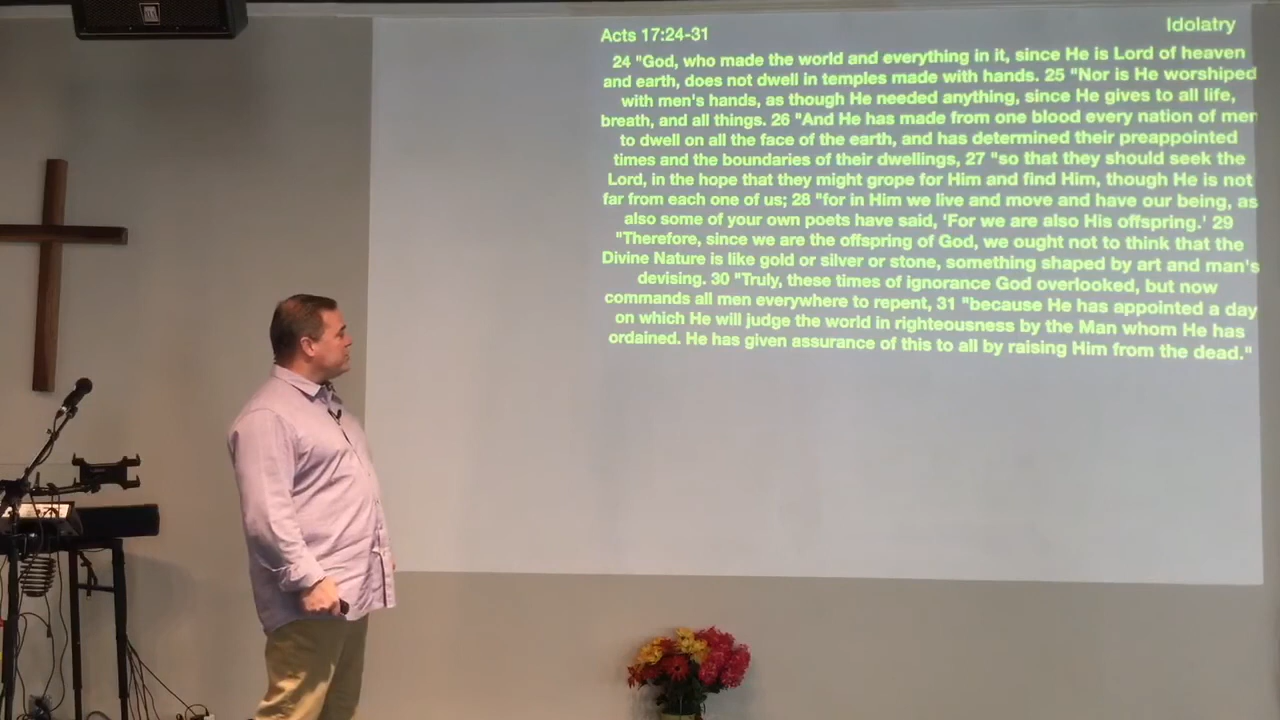 Acts 17:24-31
Idolatry
24 "God, who made the world and everything in it, since He is Lord of heaven
and earth, does not dwell in temples made with hands. 25 "Nor is He worshiped
with men's hands, as though He needed anything, since He gives to all life,
breath, and all things. 26 "And He has made from one blood every nation of men
to dwell on all the face of the earth, and has determined their preappointed
times and the boundaries of their dwellings, 27 "so that they should seek the
Lord, in the hope that they might grope for Him and find Him, though He is not
far from each one of us; 28 "for in Him we live and move and have our being, as
also some of your own poets have said, 'For we are also His offspring.' 29
"Therefore, since we are the offspring of God, we ought not to think that the
Divine Nature is like gold or silver or stone, something shaped by art and man's
devising. 30 "Truly, these times of ignorance God overlooked, but now
commands all men everywhere to repent, 31 "because He has appointed a day
on which He will judge the world in righteousness by the Man whom He has
ordained. He has given assurance of this to all by raising Him from the dead."